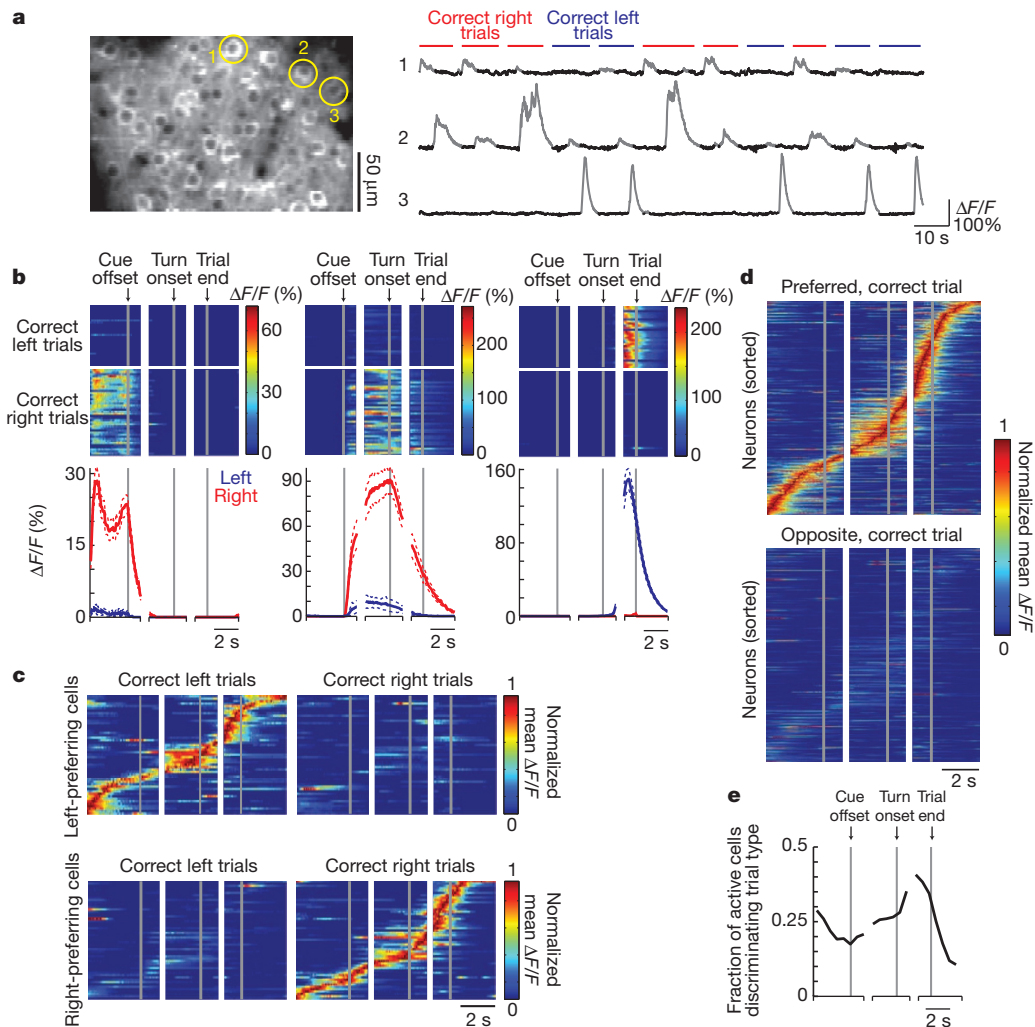 a
Correct right trials
Correct left trials
1
2
3
50 µm
1
2
3
ΔF/F
100%
10 s
b
Cue offset
Turn onset
Trial end
ΔF/F (%)
60
40
20
0
Correct left trials
Correct right trials
Cue offset
Turn onset
Trial end
ΔF/F (%)
200
100
0
Cue offset
Turn onset
Trial end
ΔF/F (%)
200
100
0
ΔF/F (%)
30
15
0
Left
Right
2 s
90
60
30
0
2 s
160
80
0
2 s
c
Left-preferring cells
Correct left trials
Correct right trials
1
0
Normalized mean ΔF/F
Right-preferring cells
Correct left trials
Correct right trials
1
0
Normalized mean ΔF/F
2 s
d
Preferred, correct trial
Neurons (sorted)
Opposite, correct trial
Neurons (sorted)
1
0
Normalized mean ΔF/F
2 s
e
Cue offset
Turn onset
Trial end
Fraction of active cells discriminating trial type
0.5
0.25
0
2 s